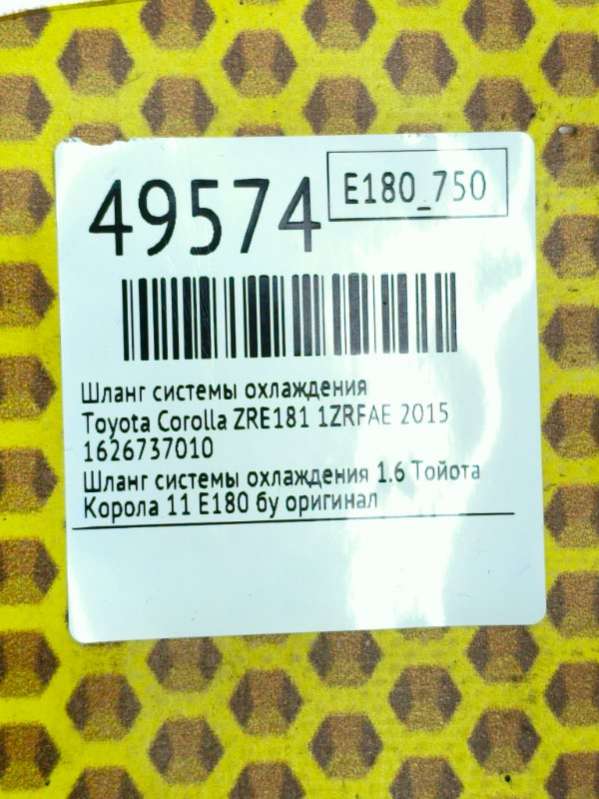 49574
E180_750
Шланг системы охлаждения
Toyota Corolla ZRE181 1ZRFAE 2015
1626737010
Шланг системы охлаждения 1.6 Тойота
Корола 11 E180 бу оригинал